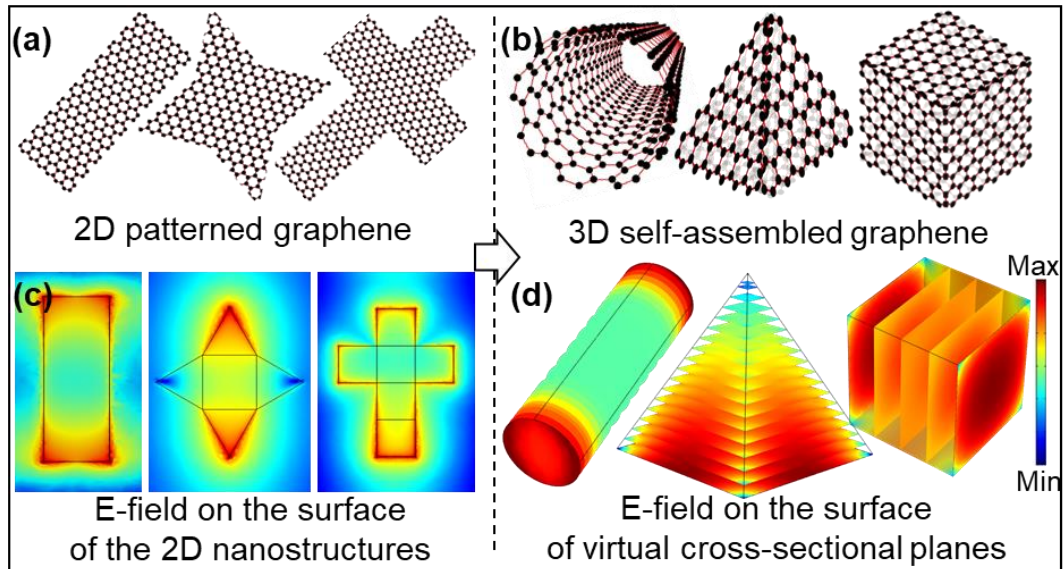 (a)
2D patterned graphene
(b)
3D self-assembled graphene
(c)
E-field on the surface
of the 2D nanostructures
(d)
Max
Min
E-field on the surface
of virtual cross-sectional planes